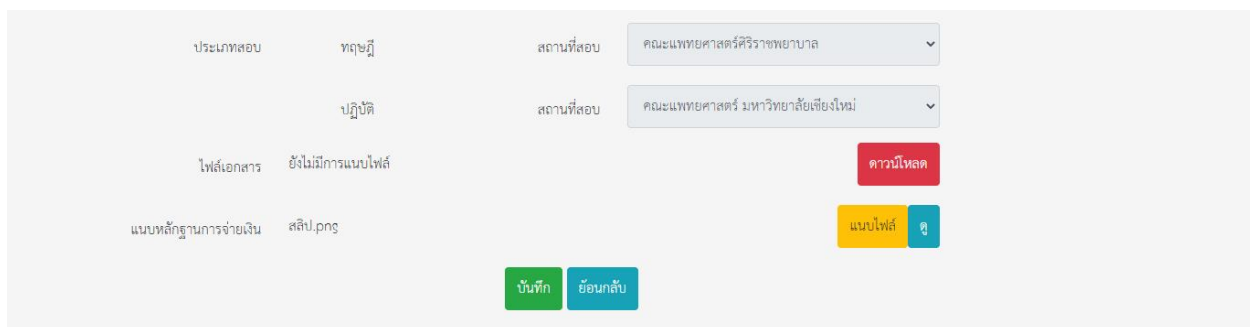 ประเภทสอบ ทฤษฎี สถานที่สอบ คณะแพทยศาสตร์ศิริราชพยาบาล
ปฏิบัติ สถานที่สอบ คณะแพทยศาสตร์ มหาวิทยาลัยเชียงใหม่
ไฟล์เอกสาร ยังไม่มีการแนบไฟล์ ดาวน์โหลด
แนบหลักฐานการจ่ายเงิน สลิป.png แนบไฟล์ ดู
บันทึก ย้อนกลับ